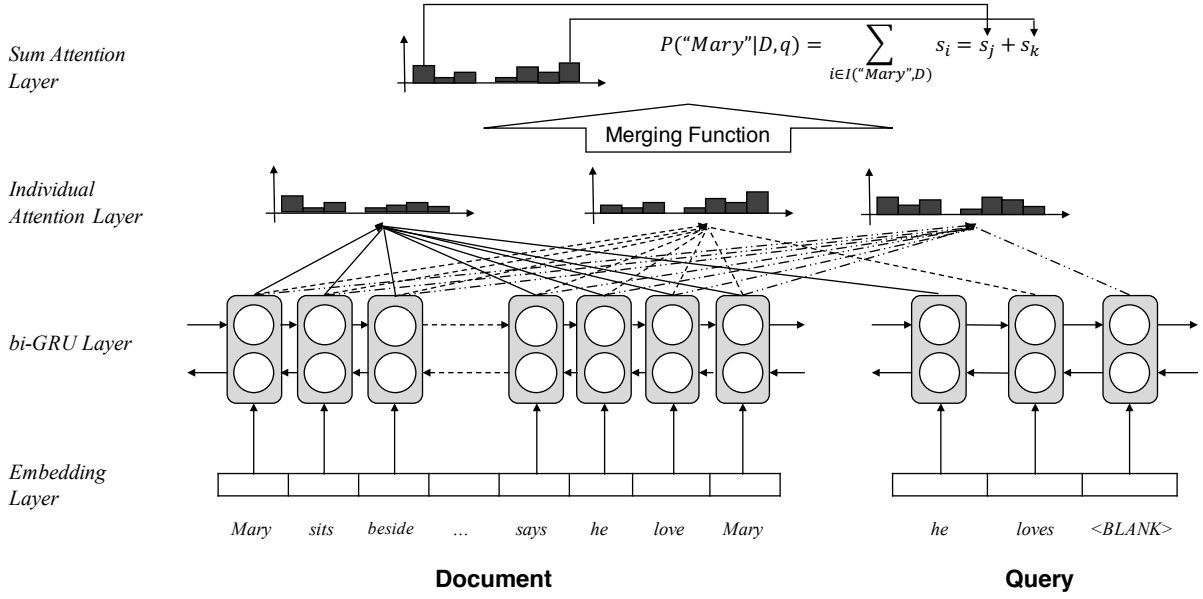 Sum Attention
Layer
P(“Mary”|D, q) = ∑ s_i = s_j + s_k
i∈I("Mary",D)
Merging Function
Individual
Attention Layer
bi-GRU Layer
Embedding
Layer
Mary sits beside ... says he love Mary he loves <BLANK>
Document Query